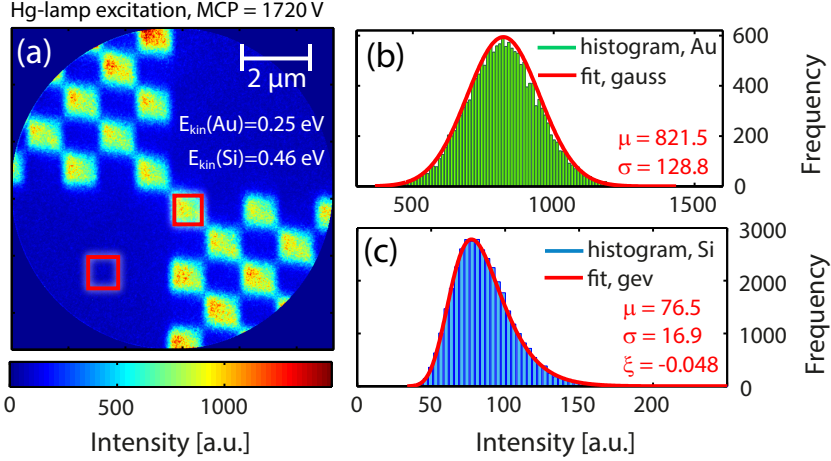 Hg-lamp excitation, MCP = 1720 V
(a)
2 μm
E_kin(Au)=0.25 eV
E_kin(Si)=0.46 eV
0 500 1000
Intensity [a.u.]
(b)
histogram, Au
fit, gauss
μ = 821.5
σ = 128.8
600
400
200
0
Frequency
500 1000 1500
(c)
histogram, Si
fit, gev
μ = 76.5
σ = 16.9
ξ = -0.048
3000
2000
1000
0
Frequency
0 50 100 150 200
Intensity [a.u.]